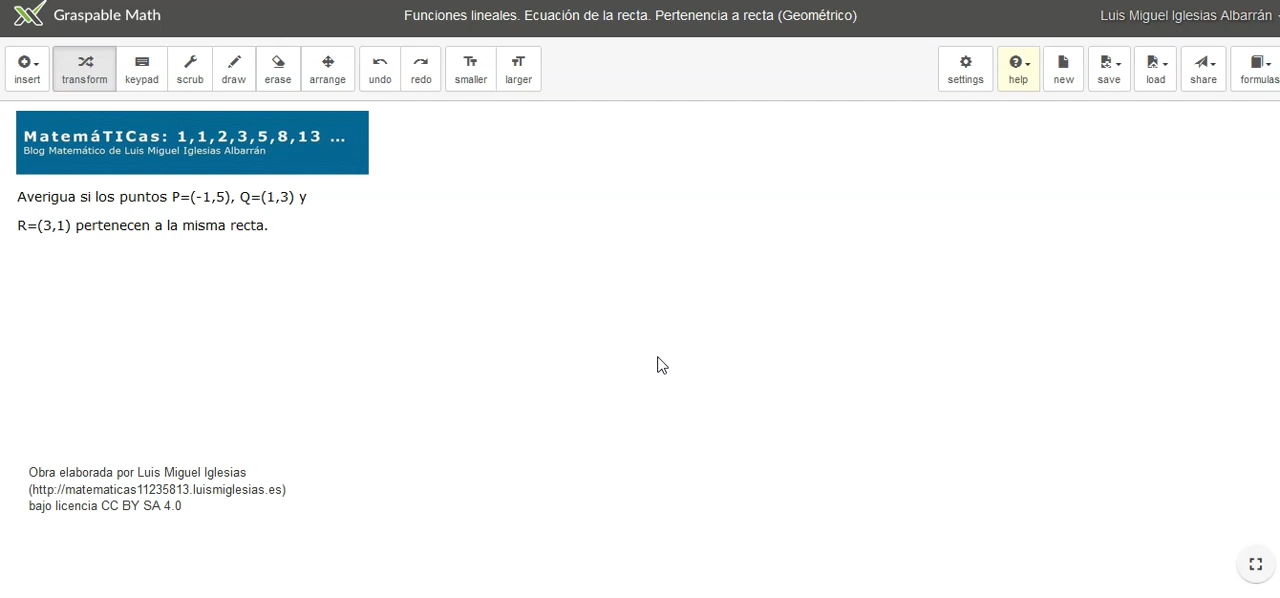 Graspable Math
Funciones lineales. Ecuación de la recta. Pertenencia a recta (Geométrico)
Luis Miguel Iglesias Albarrán
insert
transform
keypad
scrub
draw
erase
arrange
undo
redo
smaller
larger
settings
help
new
save
load
share
formulas
MatemáTICas: 1,1,2,3,5,8,13 ...
Blog Matemático de Luis Miguel Iglesias Albarrán
Averigua si los puntos P=(-1,5), Q=(1,3) y
R=(3,1) pertenecen a la misma recta.
Obra elaborada por Luis Miguel Iglesias
(http://matematicas11235813.luismiglesias.es)
bajo licencia CC BY SA 4.0